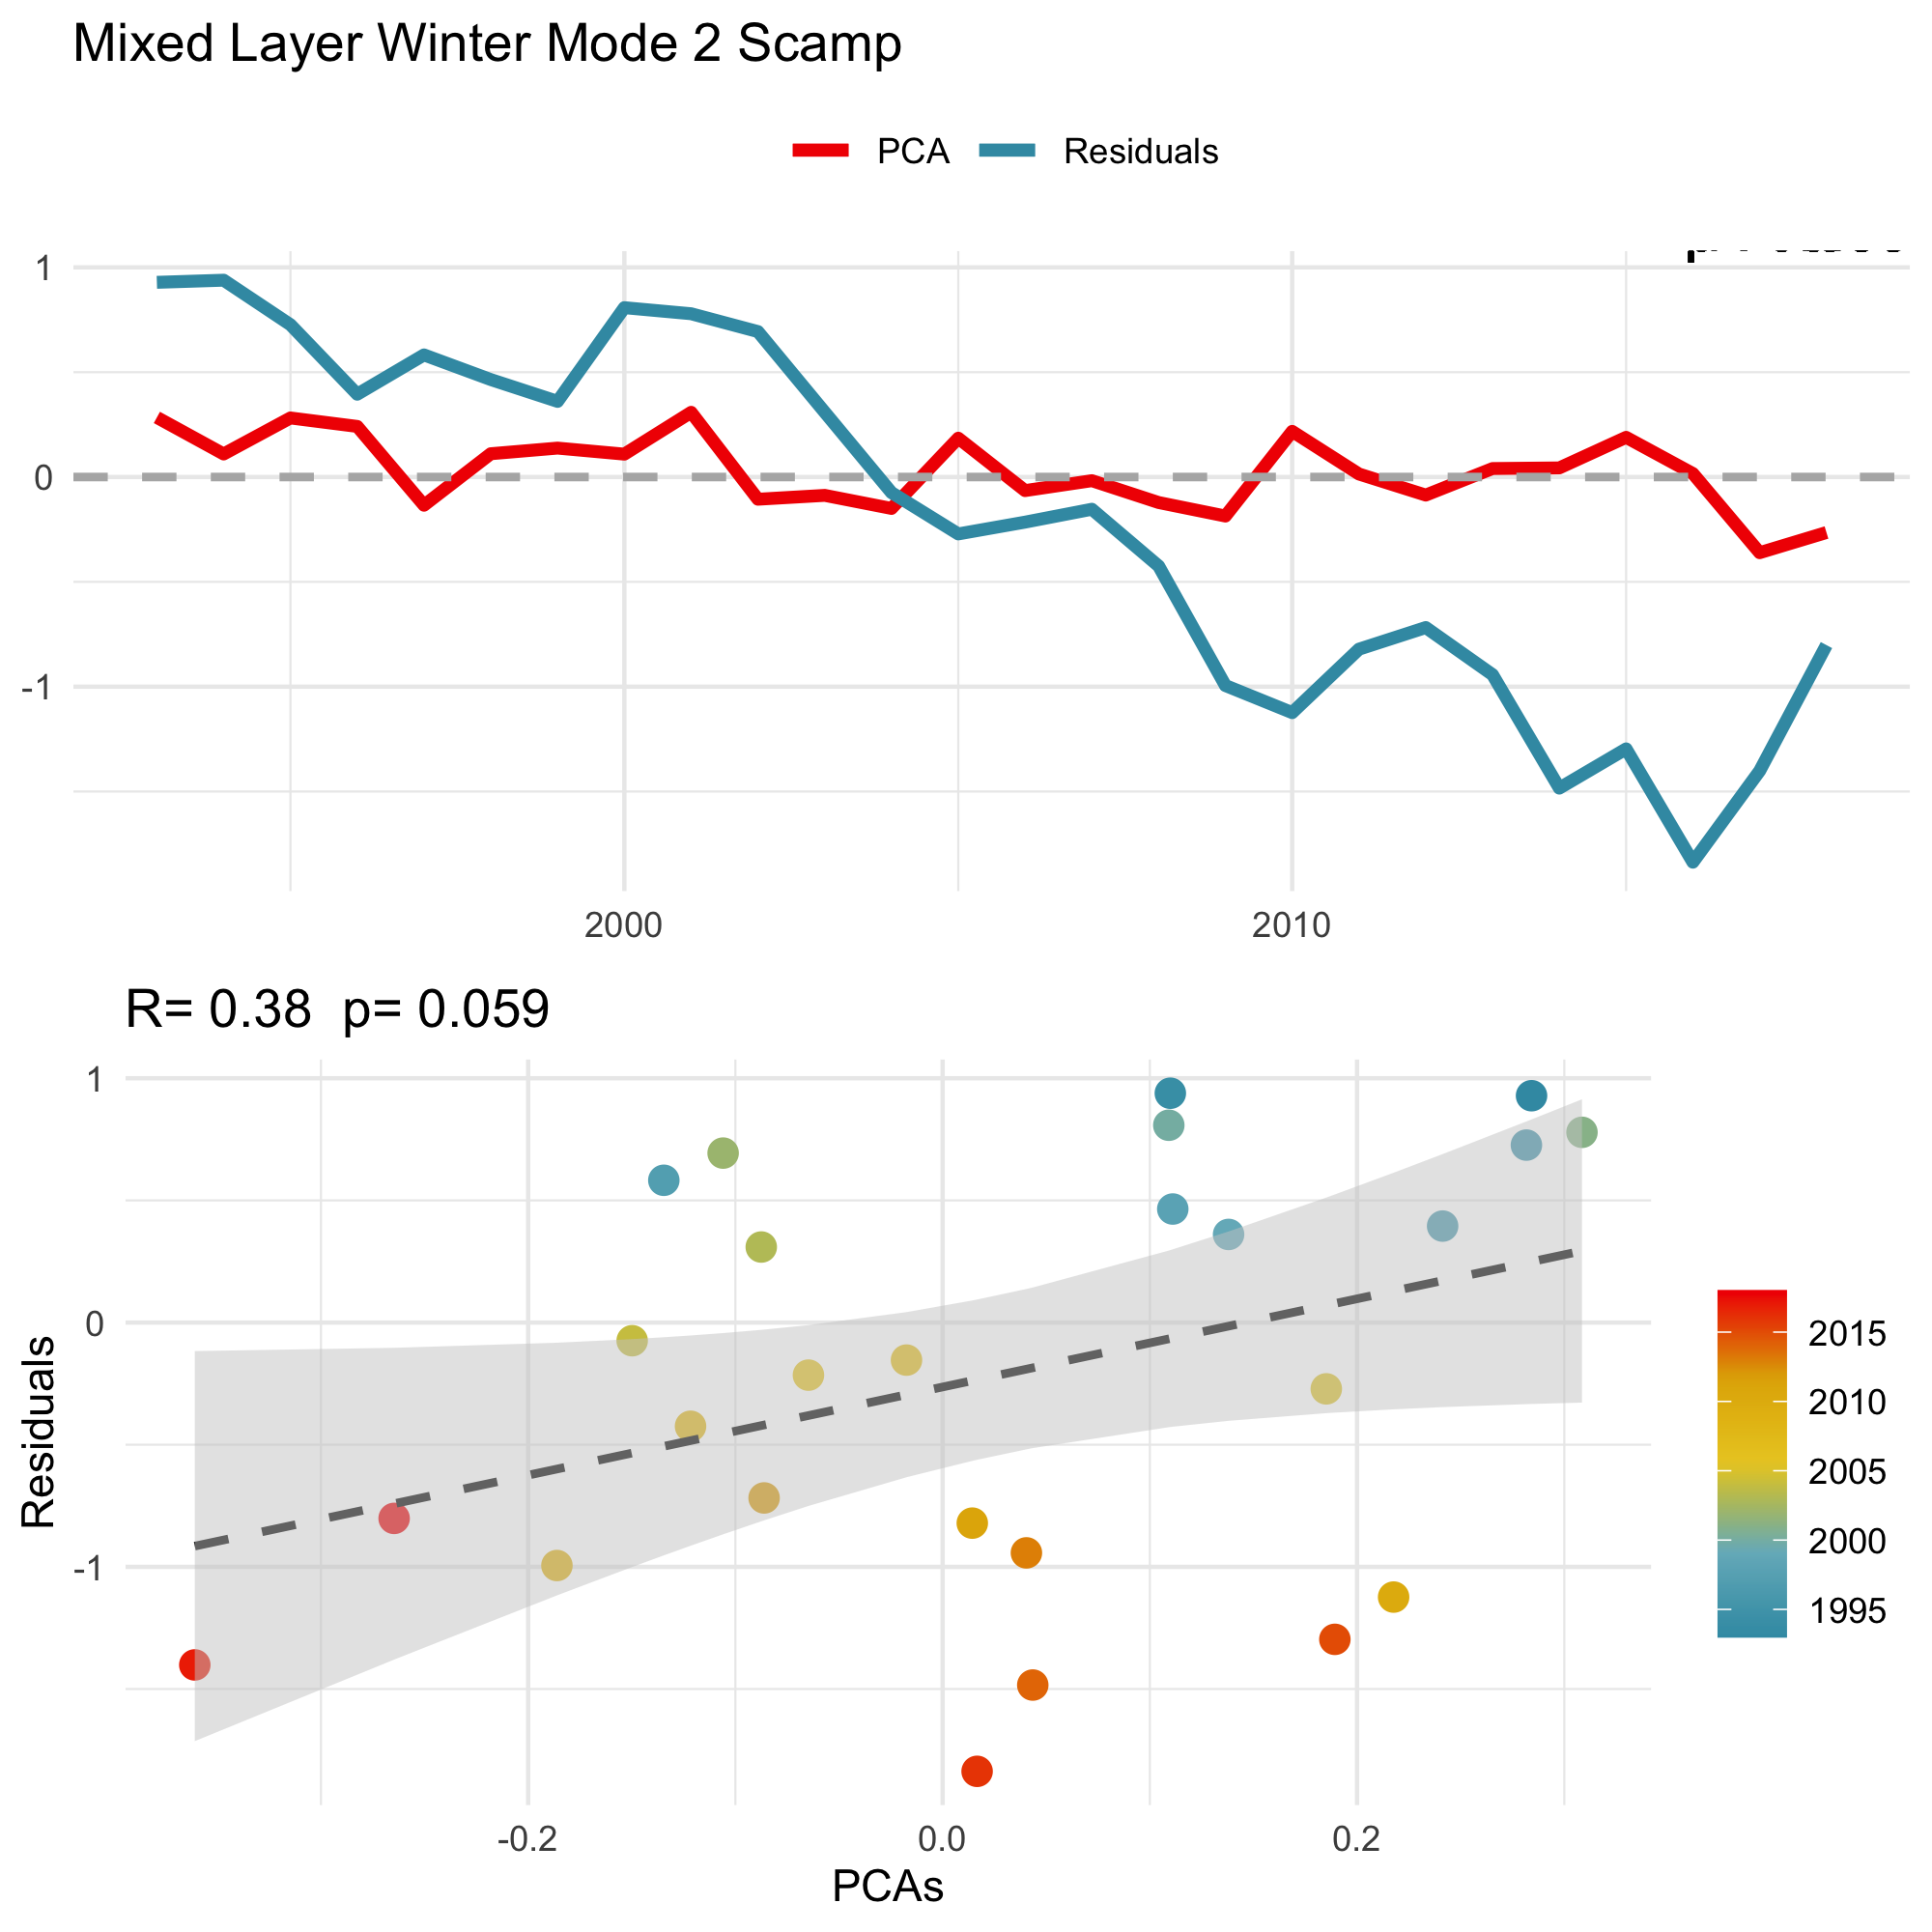 Mixed Layer Winter Mode 2 Scamp
PCA Residuals
1
0
-1
2000 2010
R= 0.38 p= 0.059
1
0
-1
Residuals
-0.2 0.0 0.2
PCAs
2015
2010
2005
2000
1995